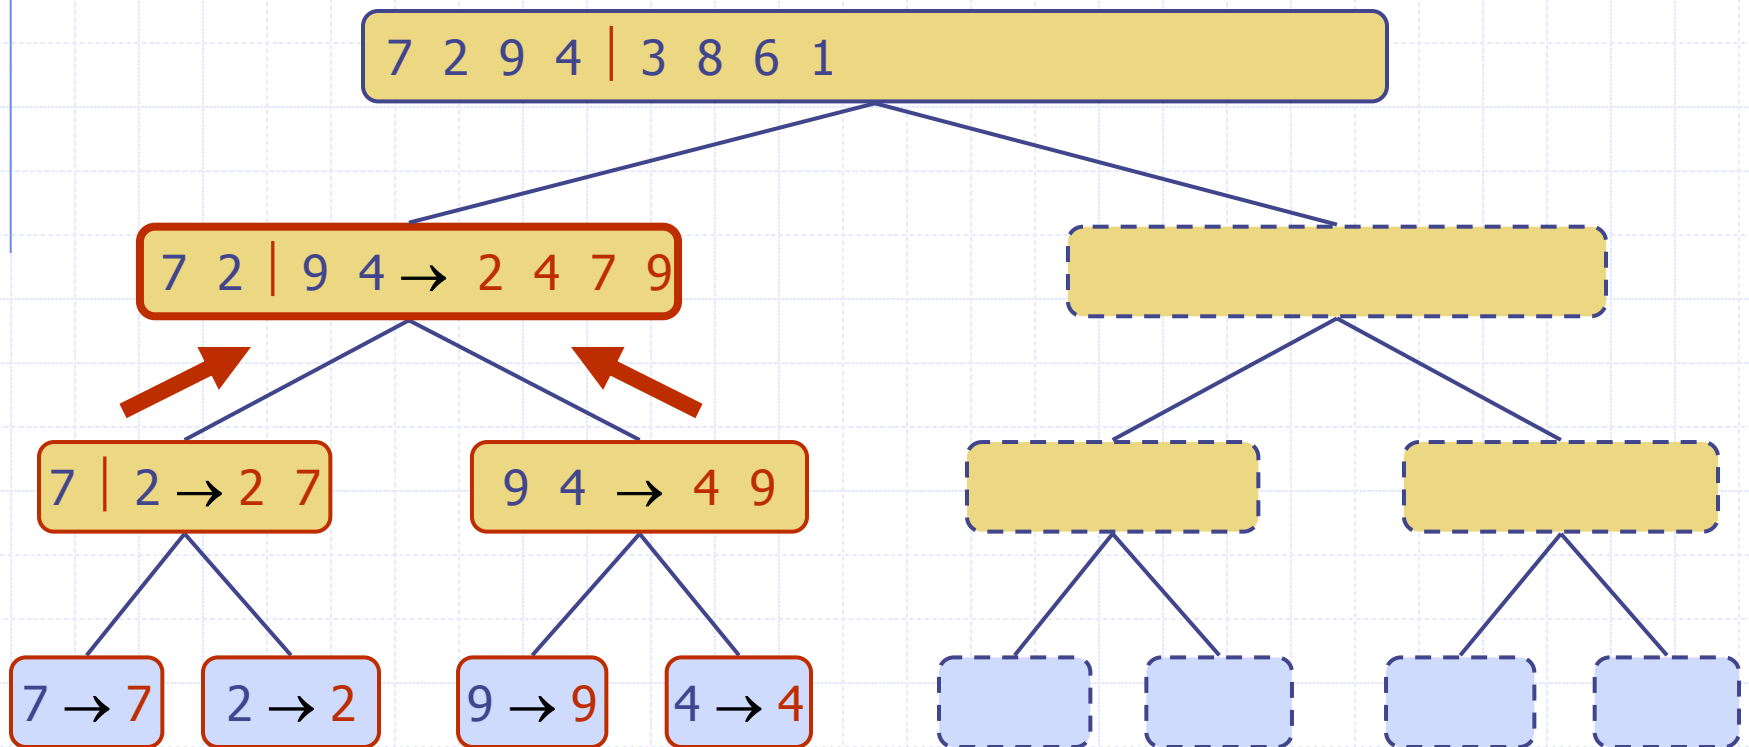 7 2 9 4 | 3 8 6 1
7 2 | 9 4 → 2 4 7 9
7 | 2 → 2 7
9 4 → 4 9
7 → 7
2 → 2
9 → 9
4 → 4